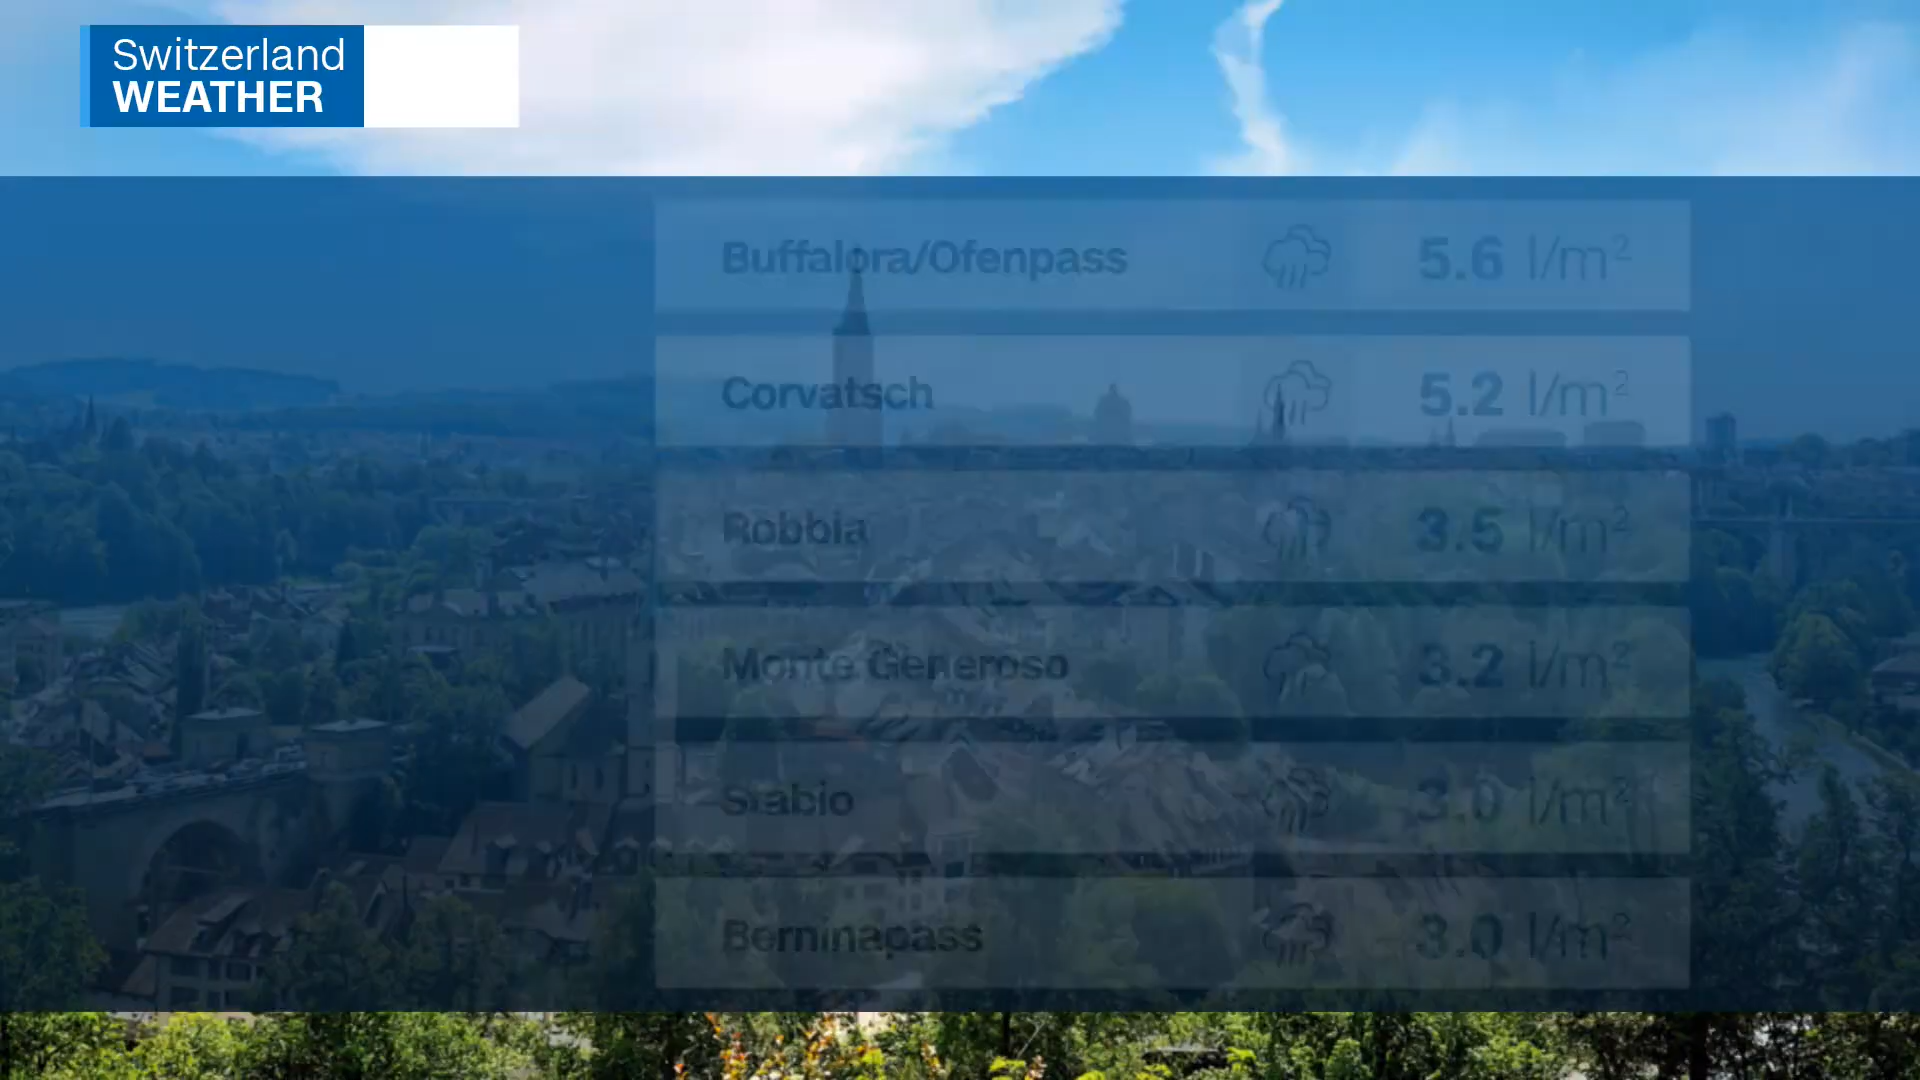 Switzerland
WEATHER
Buffalora/Ofenpass 5.6 l/m²
Corvatsch 5.2 l/m²
Robbia 3.5 l/m²
Monte Generoso 3.2 l/m²
Stabio 3.0 l/m²
Berninapass 3.0 l/m²